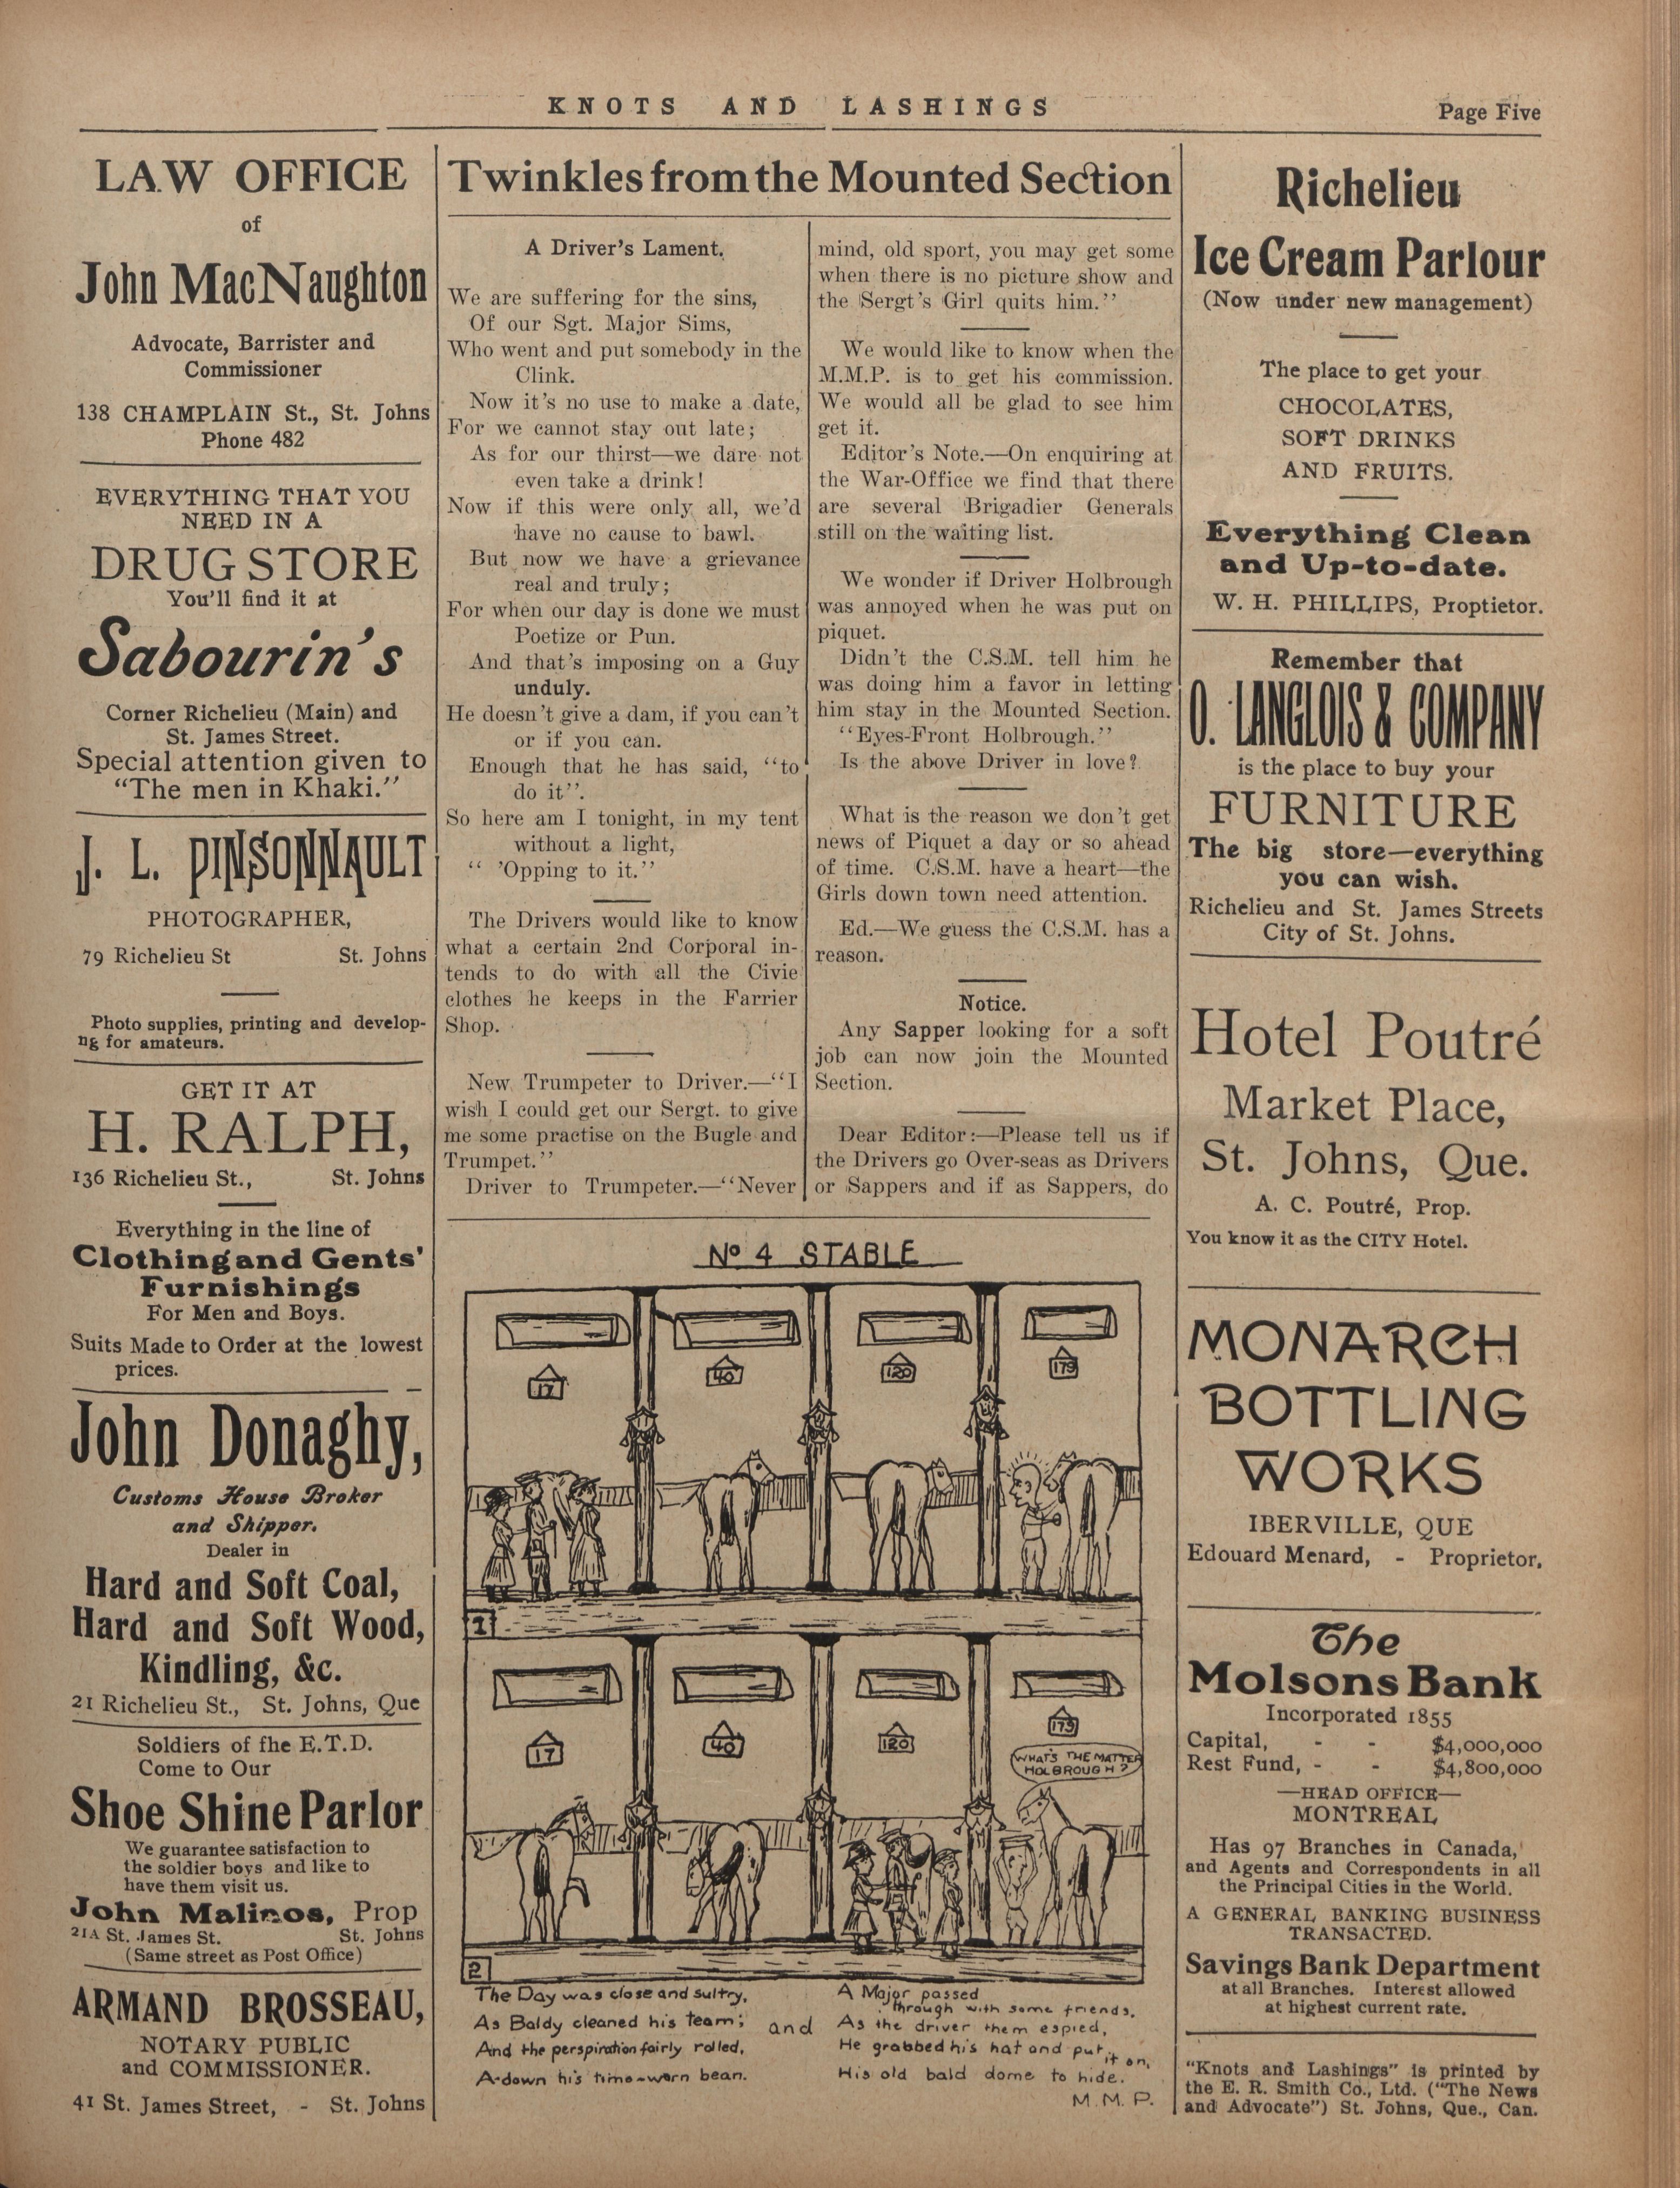 KNOTS AND LASHINGS
Page Five
LAW OFFICE
of
John MacNaughton
Advocate, Barrister and
Commissioner
138 CHAMPLAIN St., St. Johns
Phone 482
EVERYTHING THAT YOU
NEED IN A
DRUG STORE
You'll find it at
Sabourin's
Corner Richelieu (Main) and
St. James Street.
Special attention given to
"The men in Khaki."
J. L. PINSONNAULT
PHOTOGRAPHER,
79 Richelieu St St. Johns
Photo supplies, printing and develop-
ng for amateurs.
GET IT AT
H. RALPH,
136 Richelieu St., St. Johns
Everything in the line of
Clothing and Gents'
Furnishings
For Men and Boys.
Suits Made to Order at the lowest
prices.
John Donaghy,
Customs House Broker
and Shipper.
Dealer in
Hard and Soft Coal,
Hard and Soft Wood,
Kindling, &c.
21 Richelieu St., St. Johns, Que
Soldiers of fhe E.T.D.
Come to Our
Shoe Shine Parlor
We guarantee satisfaction to
the soldier boys and like to
have them visit us.
John Malinos, Prop
21A St. James St. St. Johns
(Same street as Post Office)
ARMAND BROSSEAU,
NOTARY PUBLIC
and COMMISSIONER.
41 St. James Street, - St. Johns
Twinkles from the Mounted Section
A Driver's Lament.
We are suffering for the sins,
Of our Sgt. Major Sims,
Who went and put somebody in the
Clink.
Now it's no use to make a date,
For we cannot stay out late;
As for our thirst—we dare not
even take a drink!
Now if this were only all, we'd
have no cause to bawl.
But now we have a grievance
real and truly;
For when our day is done we must
Poetize or Pun.
And that's imposing on a Guy
unduly.
He doesn't give a dam, if you can't
or if you can.
Enough that he has said, "to
do it".
So here am I tonight, in my tent
without a light,
" 'Opping to it."
The Drivers would like to know
what a certain 2nd Corporal in-
tends to do with all the Civie
clothes he keeps in the Farrier
Shop.
New Trumpeter to Driver.—"I
wish I could get our Sergt. to give
me some practise on the Bugle and
Trumpet."
Driver to Trumpeter.—"Never
mind, old sport, you may get some
when there is no picture show and
the Sergt's Girl quits him."
We would like to know when the
M.M.P. is to get his commission.
We would all be glad to see him
get it.
Editor's Note.—On enquiring at
the War-Office we find that there
are several Brigadier Generals
still on the waiting list.
We wonder if Driver Holbrough
was annoyed when he was put on
piquet.
Didn't the C.S.M. tell him he
was doing him a favor in letting
him stay in the Mounted Section.
"Eyes-Front Holbrough."
Is the above Driver in love?
What is the reason we don't get
news of Piquet a day or so ahead
of time. C.S.M. have a heart—the
Girls down town need attention.
Ed.—We guess the C.S.M. has a
reason.
Notice.
Any Sapper looking for a soft
job can now join the Mounted
Section.
Dear Editor:—Please tell us if
the Drivers go Over-seas as Drivers
or Sappers and if as Sappers, do
No 4 STABLE
17
40
120
179
1
17
40
120
179
WHAT'S THE MATTER
HOLBROUGH?
2
The Day was close and sultry,
As Baldy cleaned his team;
And the perspiration fairly rolled,
A-down his time-worn bean.
and
A Major passed
through with some friends.
As the driver them espied,
He grabbed his hat and put
it on,
His old bald dome to hide.
M. M. P.
Richelieu
Ice Cream Parlour
(Now under new management)
The place to get your
CHOCOLATES,
SOFT DRINKS
AND FRUITS.
Everything Clean
and Up-to-date.
W. H. PHILLIPS, Proptietor.
Remember that
O. LANGLOIS & COMPANY
is the place to buy your
FURNITURE
The big store—everything
you can wish.
Richelieu and St. James Streets
City of St. Johns.
Hotel Poutré
Market Place,
St. Johns, Que.
A. C. Poutré, Prop.
You know it as the CITY Hotel.
MONARCH
BOTTLING
WORKS
IBERVILLE, QUE
Edouard Menard, - Proprietor,
The
Molsons Bank
Incorporated 1855
Capital, - - $4,000,000
Rest Fund, - - $4,800,000
—HEAD OFFICE—
MONTREAL
Has 97 Branches in Canada,
and Agents and Correspondents in all
the Principal Cities in the World.
A GENERAL BANKING BUSINESS
TRANSACTED.
Savings Bank Department
at all Branches. Interest allowed
at highest current rate.
"Knots and Lashings" is printed by
the E. R. Smith Co., Ltd. ("The News
and Advocate") St. Johns, Que., Can.